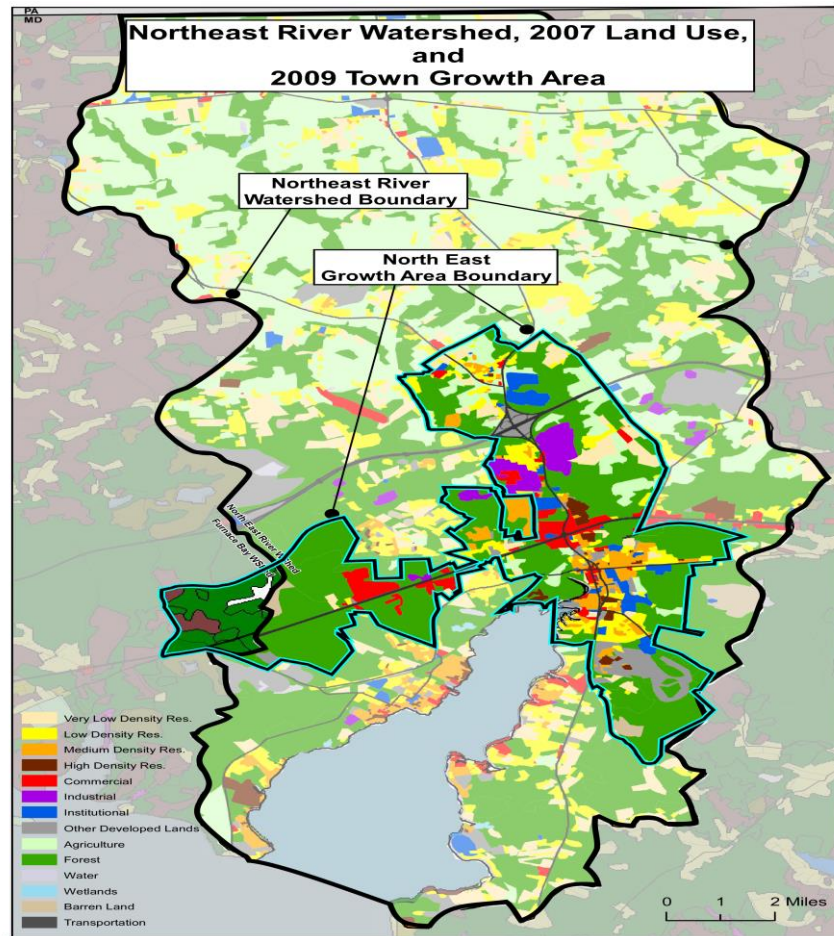 PA
MD
Northeast River Watershed, 2007 Land Use,
and
2009 Town Growth Area
Northeast River
Watershed Boundary
North East
Growth Area Boundary
North East River Wshed
Furnace Bay WS
Very Low Density Res.
Low Density Res.
Medium Density Res.
High Density Res.
Commercial
Industrial
Institutional
Other Developed Lands
Agriculture
Forest
Water
Wetlands
Barren Land
Transportation
0 1 2 Miles